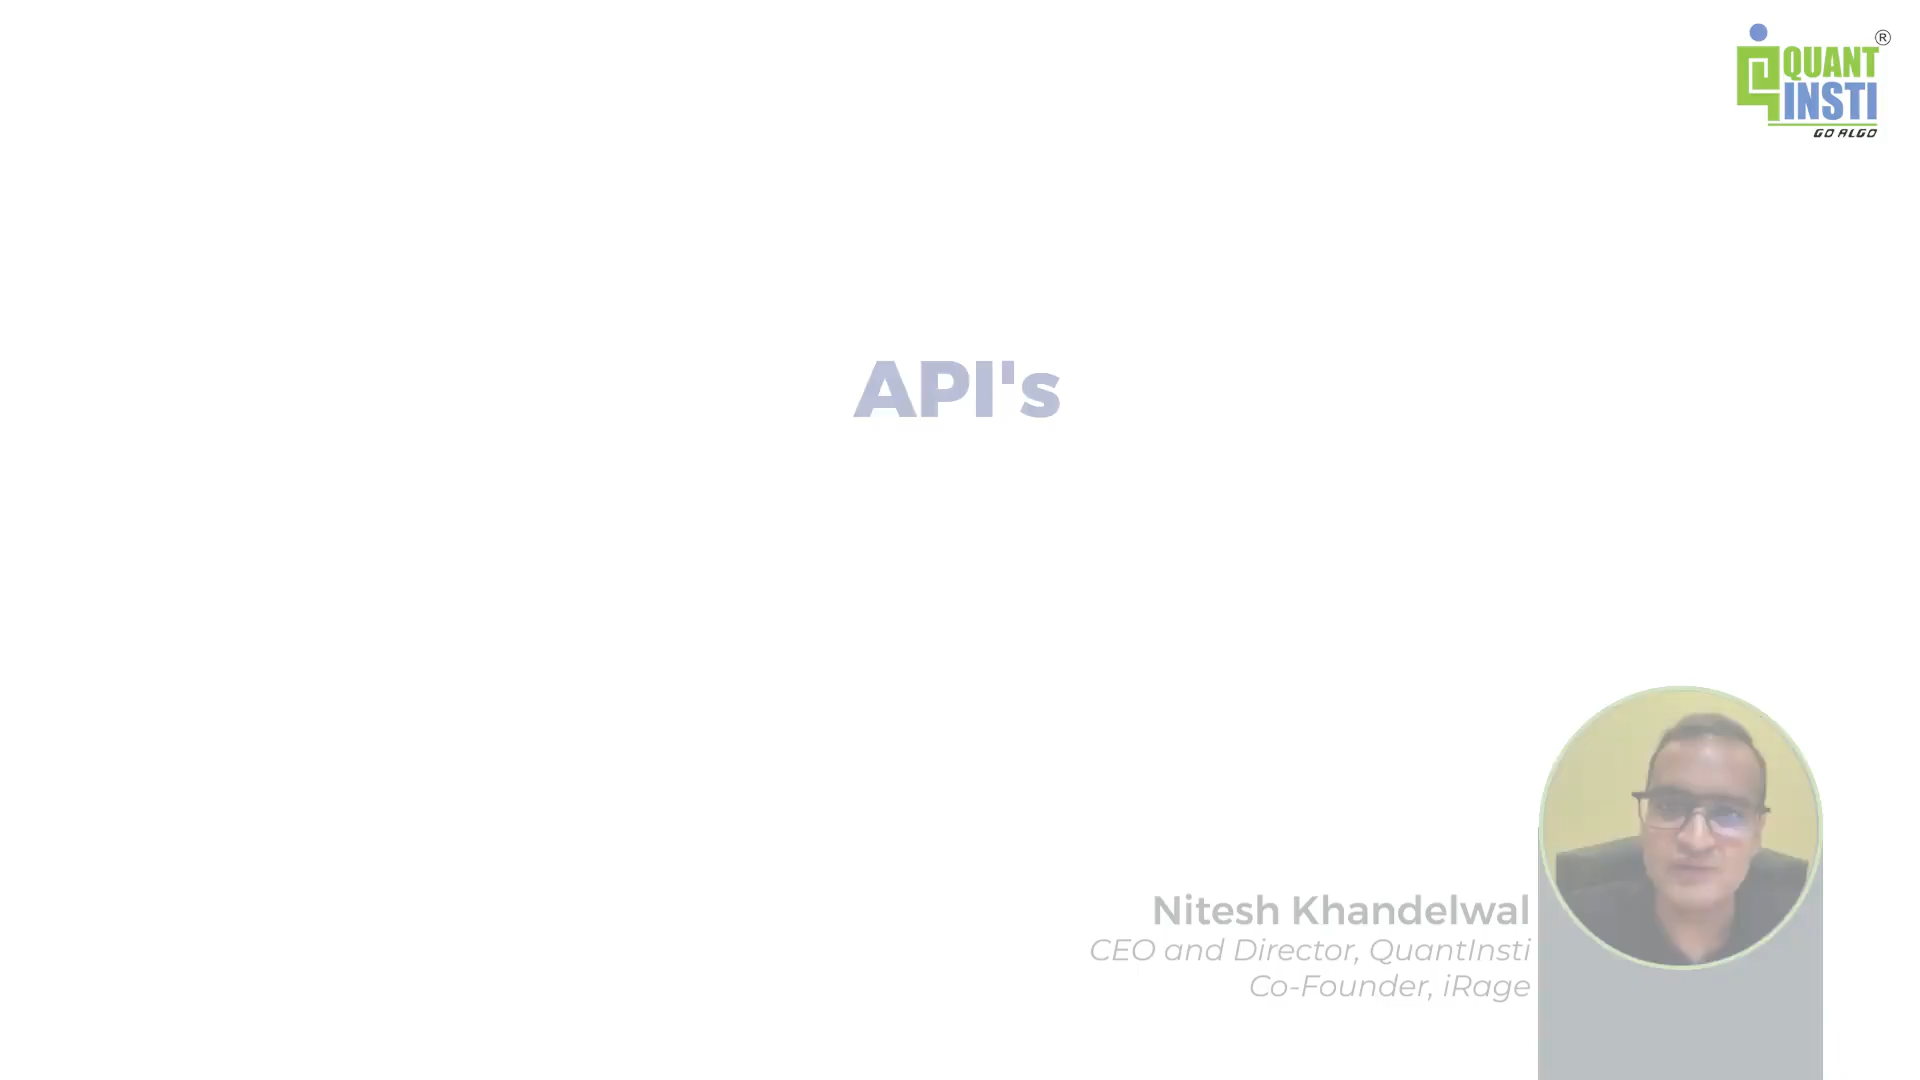 QUANT
INSTI
®
GO ALGO
API's
Nitesh Khandelwal
CEO and Director, QuantInsti
Co-Founder, iRage